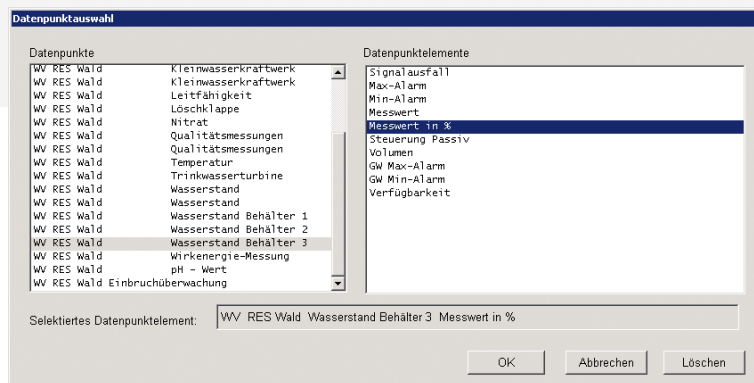 Datenpunktauswahl
Datenpunkte
WV RES Wald Kleinwasserkraftwerk
WV RES Wald Kleinwasserkraftwerk
WV RES Wald Leitfähigkeit
WV RES Wald Löschklappe
WV RES Wald Nitrat
WV RES Wald Qualitätsmessungen
WV RES Wald Qualitätsmessungen
WV RES Wald Temperatur
WV RES Wald Trinkwasserturbine
WV RES Wald Wasserstand
WV RES Wald Wasserstand
WV RES Wald Wasserstand Behälter 1
WV RES Wald Wasserstand Behälter 2
WV RES Wald Wasserstand Behälter 3
WV RES Wald Wirkenergie-Messung
WV RES Wald pH - Wert
WV RES Wald Einbruchüberwachung
Datenpunktelemente
Signalausfall
Max-Alarm
Min-Alarm
Messwert
Messwert in %
Steuerung Passiv
Volumen
GW Max-Alarm
GW Min-Alarm
Verfügbarkeit
Selektiertes Datenpunktelement: WV RES Wald Wasserstand Behälter 3 Messwert in %
OK Abbrechen Löschen